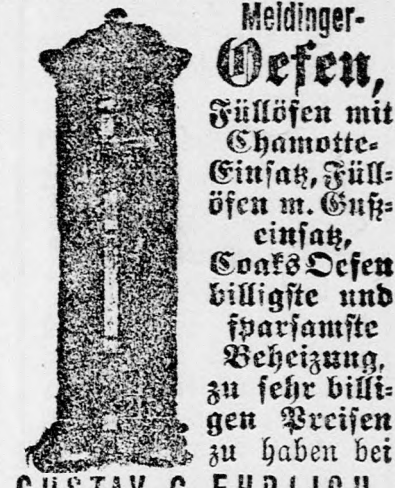 Meidinger-
Oefen,
Füllöfen mit
Chamotte-
Einsatz, Füll-
öfen m. Guß-
einsatz,
Coaks Oefen
billigste und
sparsamste
Beheizung,
zu sehr billi-
gen Preisen
zu haben bei
GUSTAV G. EHRLICH